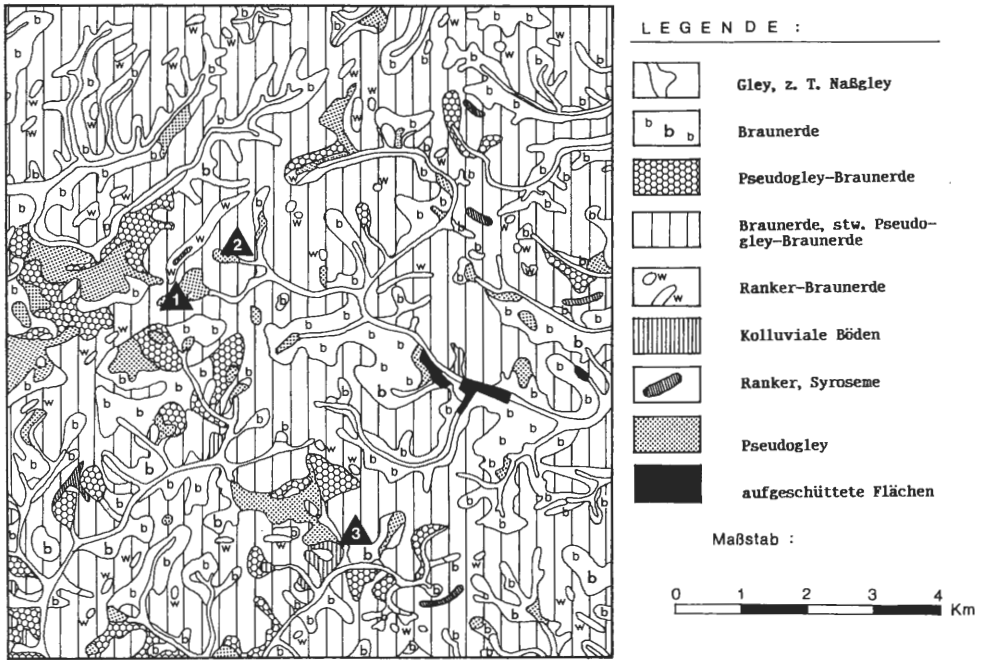 LEGENDE :
Gley, z. T. Naßgley
b b b
Braunerde
Pseudogley-Braunerde
Braunerde, stw. Pseudo-
gley-Braunerde
w
w
Ranker-Braunerde
Kolluviale Böden
Ranker, Syroseme
Pseudogley
aufgeschüttete Flächen
Maßstab :
0 1 2 3 4
Km
2
1
3